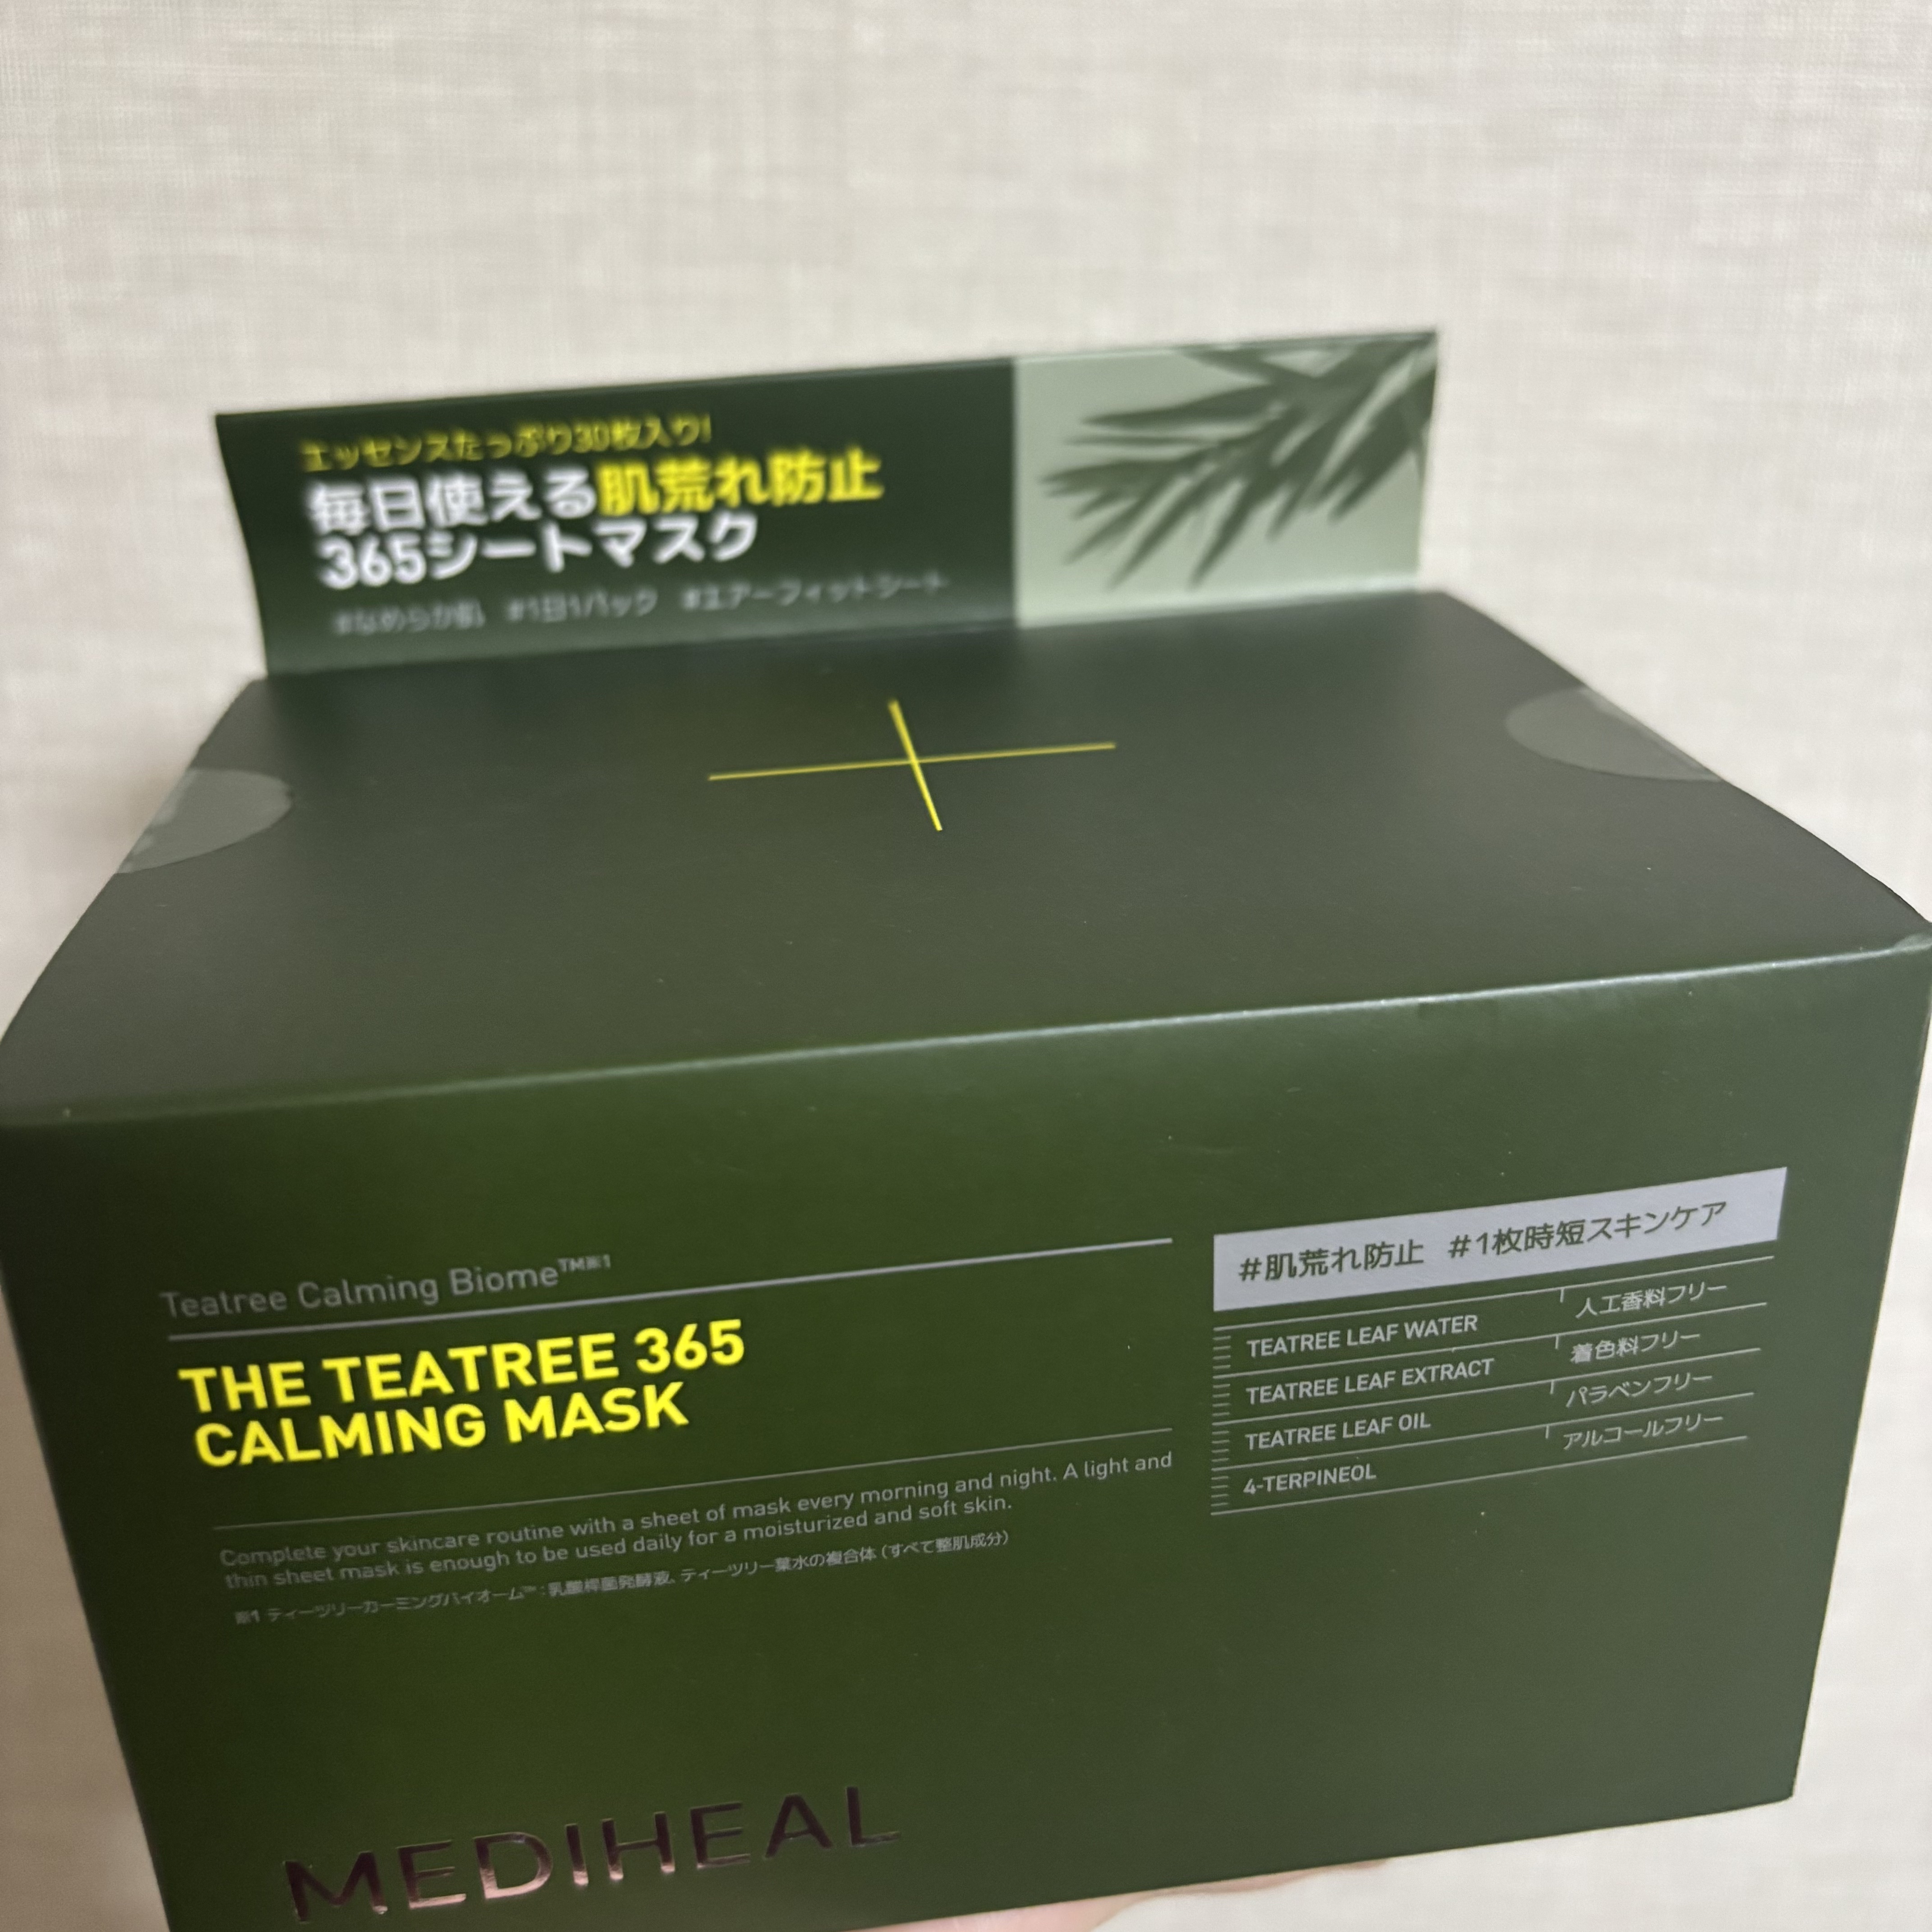 エッセンスたっぷり30枚入り!
毎日使える肌荒れ防止
365シートマスク
#なめらか肌 #1日1パック #エアーフィットシート
Teatree Calming Biome™※1
THE TEATREE 365
CALMING MASK
Complete your skincare routine with a sheet of mask every morning and night. A light and
thin sheet mask is enough to be used daily for a moisturized and soft skin.
※1 ティーツリーカーミングバイオーム™:乳酸桿菌発酵液、ティーツリー葉水の複合体(すべて整肌成分)
#肌荒れ防止 #1枚時短スキンケア
TEATREE LEAF WATER 人工香料フリー
TEATREE LEAF EXTRACT 着色料フリー
TEATREE LEAF OIL パラベンフリー
4-TERPINEOL アルコールフリー
MEDIHEAL